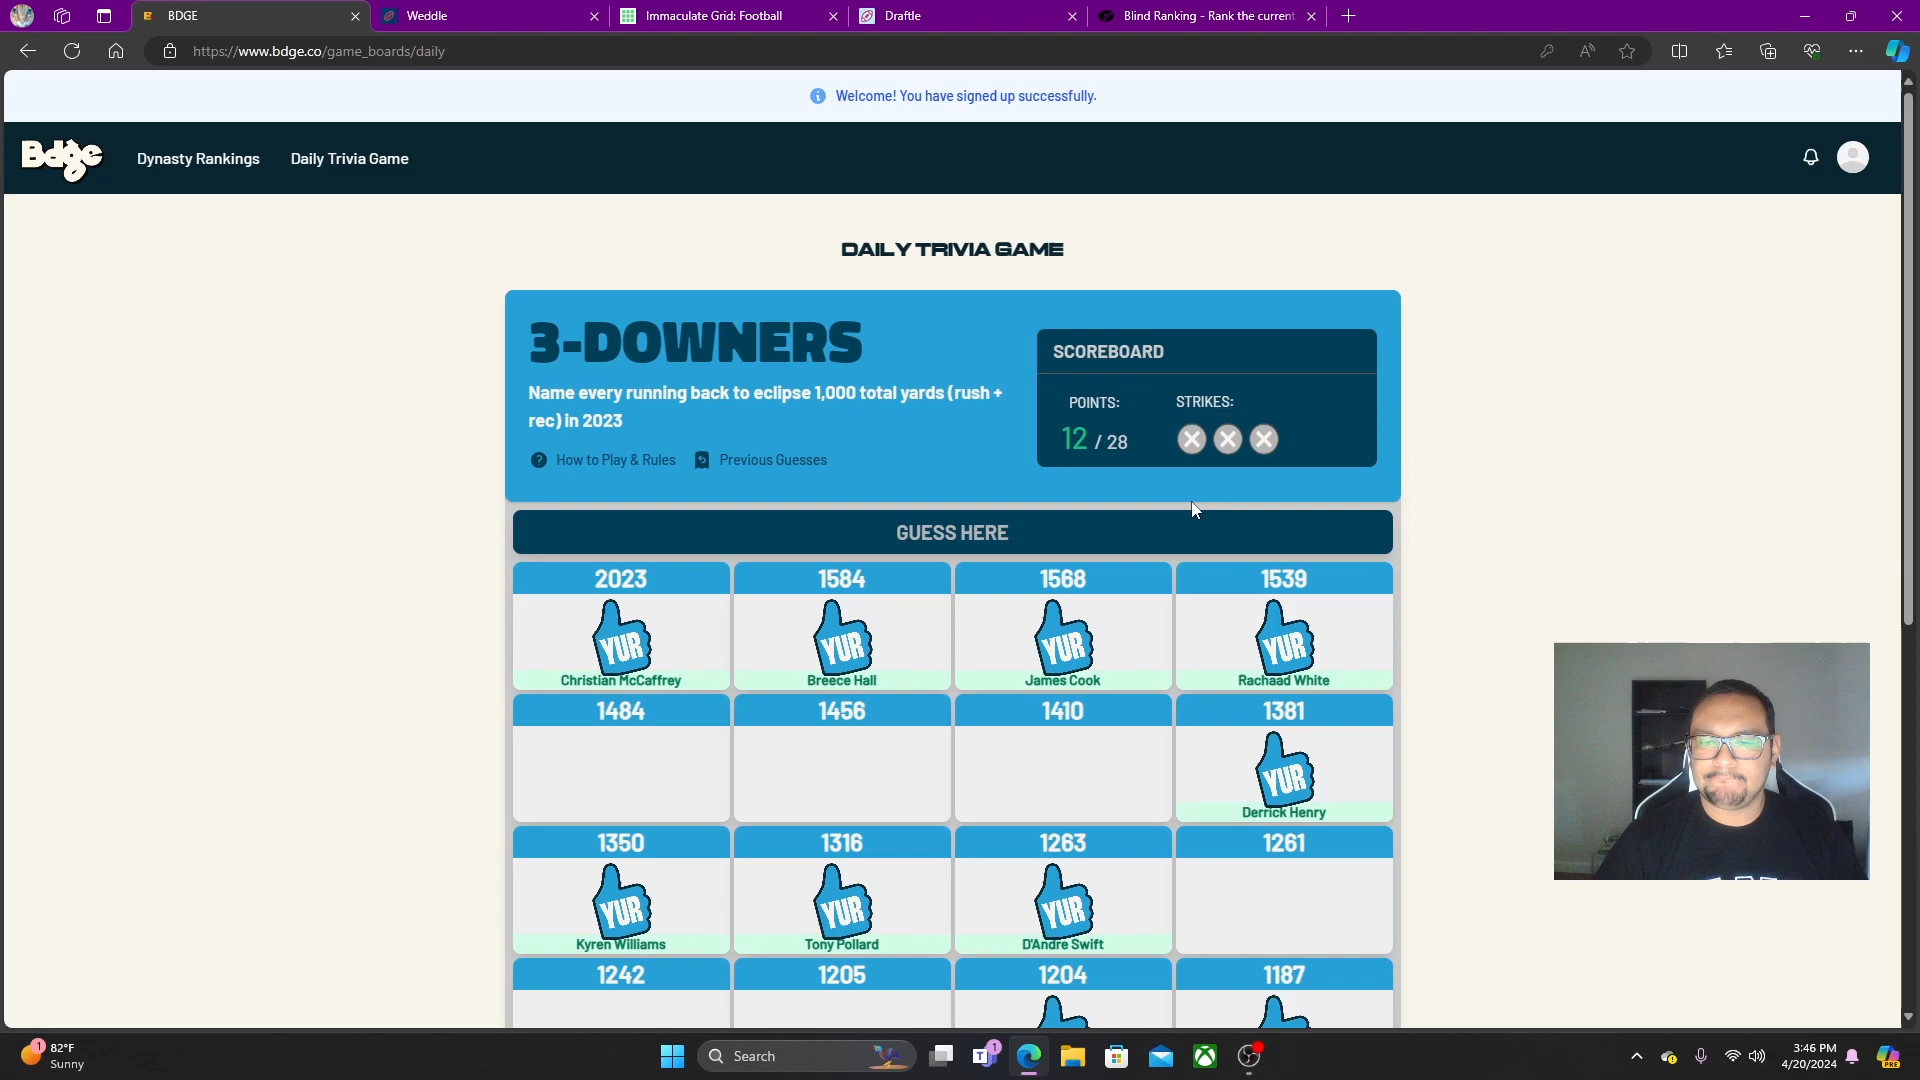 BDGE
Weddle
Immaculate Grid: Football
Draftle
Blind Ranking - Rank the current
https://www.bdge.co/game_boards/daily
Welcome! You have signed up successfully.
Bdge
Dynasty Rankings
Daily Trivia Game
DAILY TRIVIA GAME
3-DOWNERS
Name every running back to eclipse 1,000 total yards (rush +
rec) in 2023
How to Play & Rules
Previous Guesses
SCOREBOARD
POINTS:
STRIKES:
12 / 28
GUESS HERE
2023
1584
1568
1539
YUR
YUR
YUR
YUR
Christian McCaffrey
Breece Hall
James Cook
Rachaad White
1484
1456
1410
1381
YUR
Derrick Henry
1350
1316
1263
1261
YUR
YUR
YUR
Kyren Williams
Tony Pollard
D'Andre Swift
1242
1205
1204
1187
1
82°F
Sunny
Search
1
3:46 PM
4/20/2024
PRE